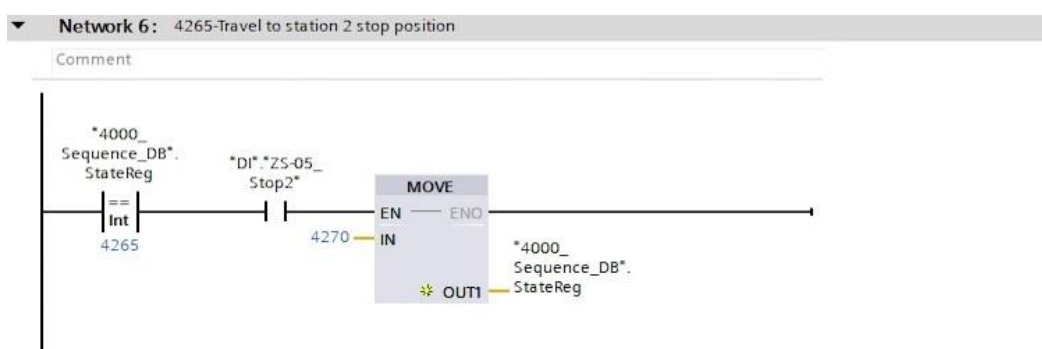 Network 6: 4265-Travel to station 2 stop position
Comment
"4000_
Sequence_DB".
StateReg
==
Int
4265
"DI"."ZS-05_
Stop2"
MOVE
EN ENO
4270 IN
OUT1
"4000_
Sequence_DB".
StateReg